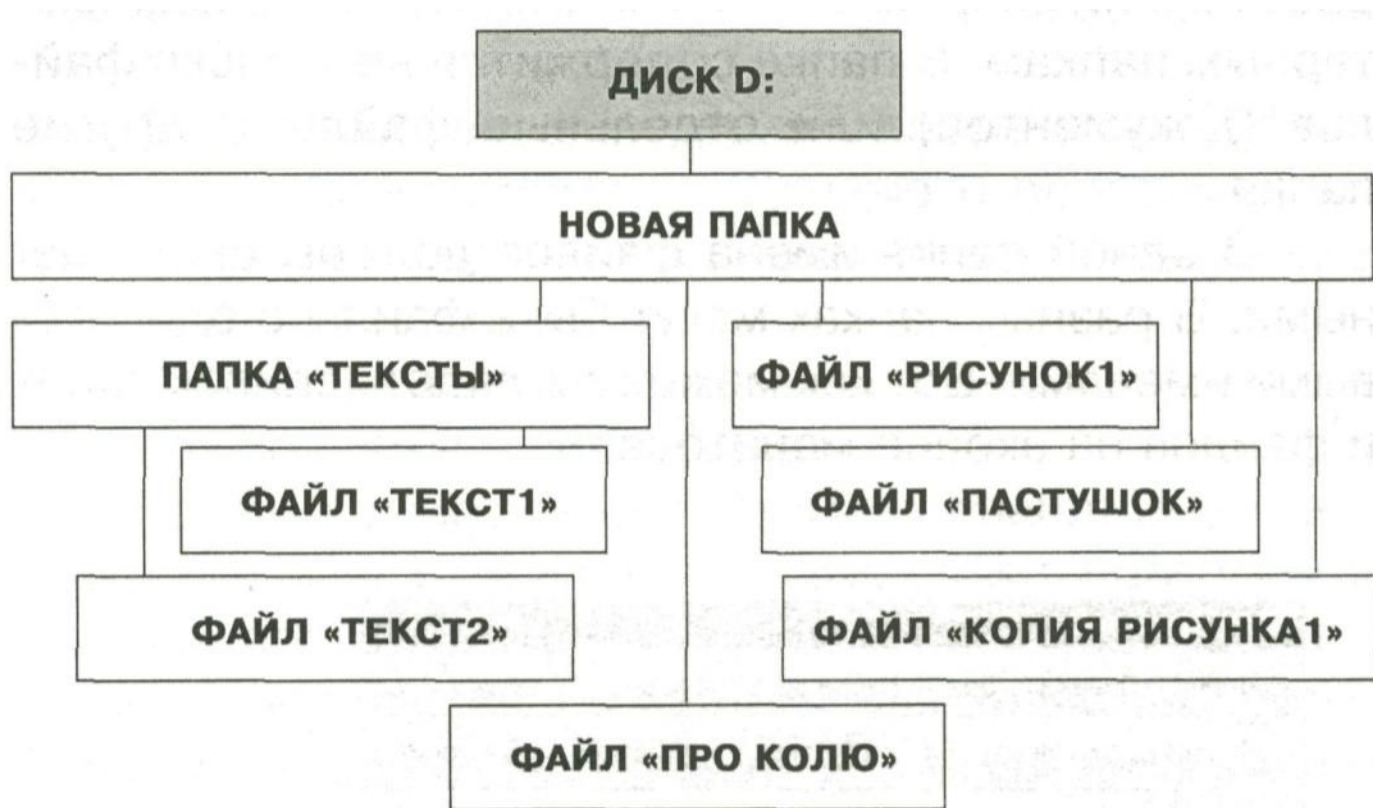 ДИСК D:
НОВАЯ ПАПКА
ПАПКА «ТЕКСТЫ»
ФАЙЛ «РИСУНОК1»
ФАЙЛ «ТЕКСТ1»
ФАЙЛ «ПАСТУШОК»
ФАЙЛ «ТЕКСТ2»
ФАЙЛ «КОПИЯ РИСУНКА1»
ФАЙЛ «ПРО КОЛЮ»